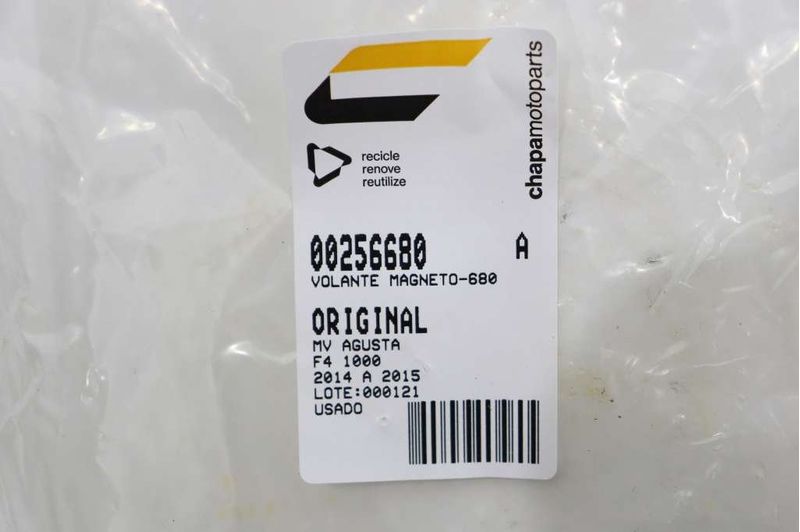 chapamotoparts
recicle
renove
reutilize
00256680 A
VOLANTE MAGNETO-680
ORIGINAL
MV AGUSTA
F4 1000
2014 A 2015
LOTE:000121
USADO